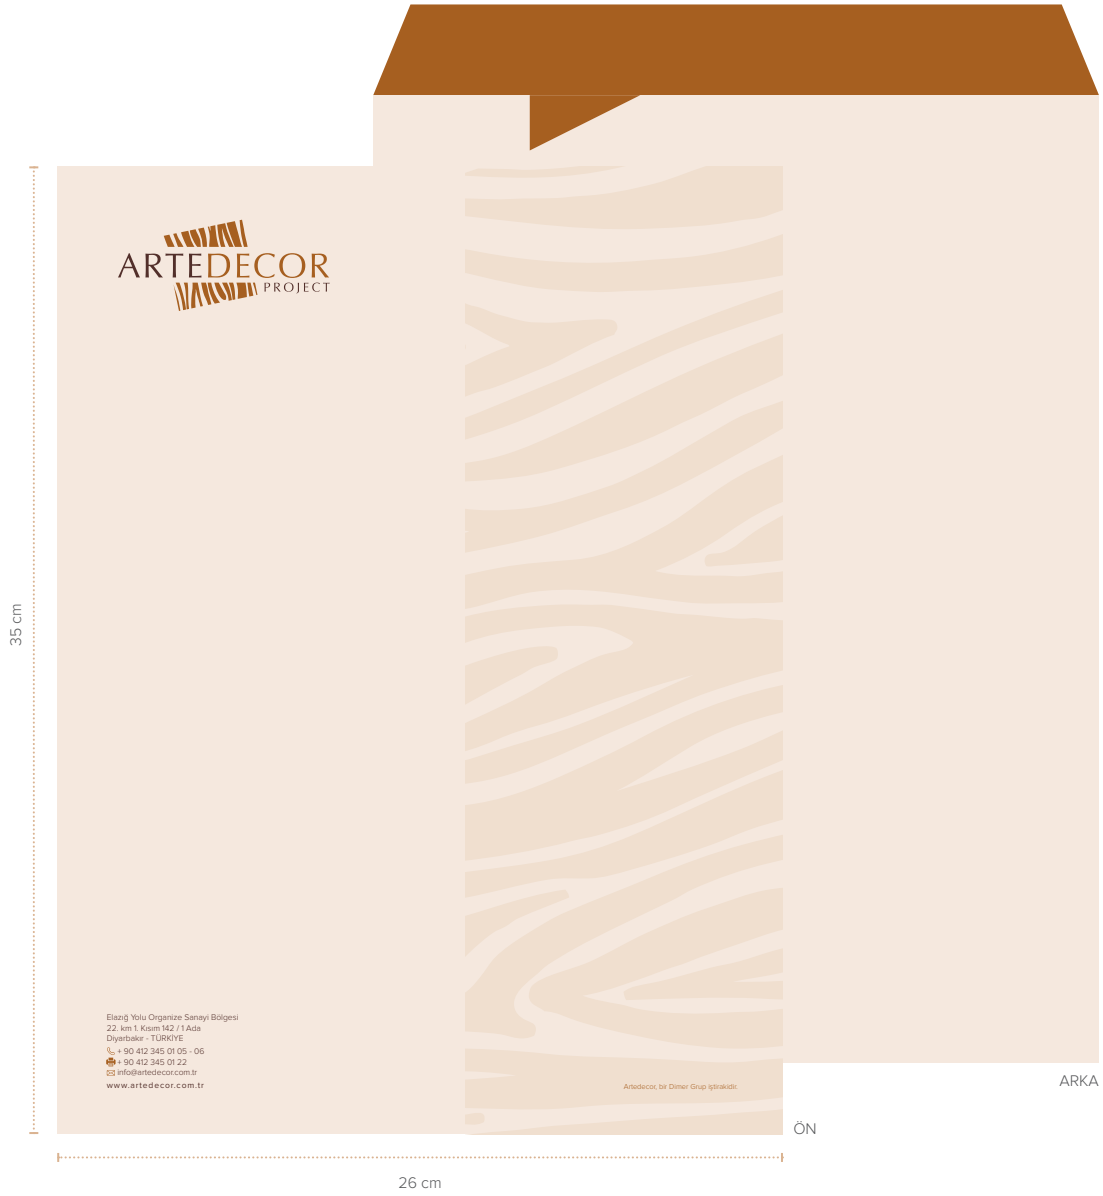 ARTEDECOR
PROJECT
35 cm
Elazığ Yolu Organize Sanayi Bölgesi
22. km 1. Kısım 142 / 1 Ada
Diyarbakır - TÜRKİYE
+ 90 412 345 01 05 - 06
+ 90 412 345 01 22
info@artedecor.com.tr
www.artedecor.com.tr
Artedecor, bir Dimer Grup iştirakidir.
ARKA
ÖN
26 cm